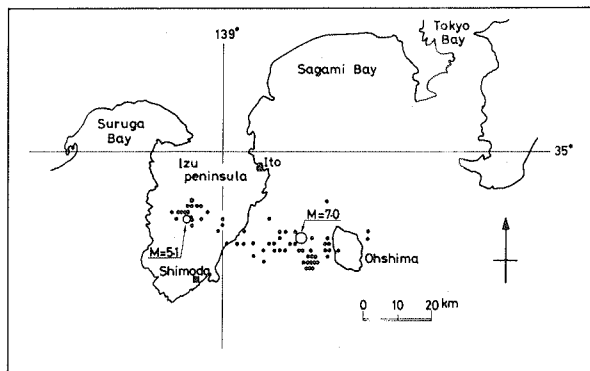 139°
Tokyo
Bay
Sagami Bay
Suruga
Bay
Ito
35°
Izu
peninsula
M=7·0
M=5·1
Ohshima
Shimoda
0 10 20
km